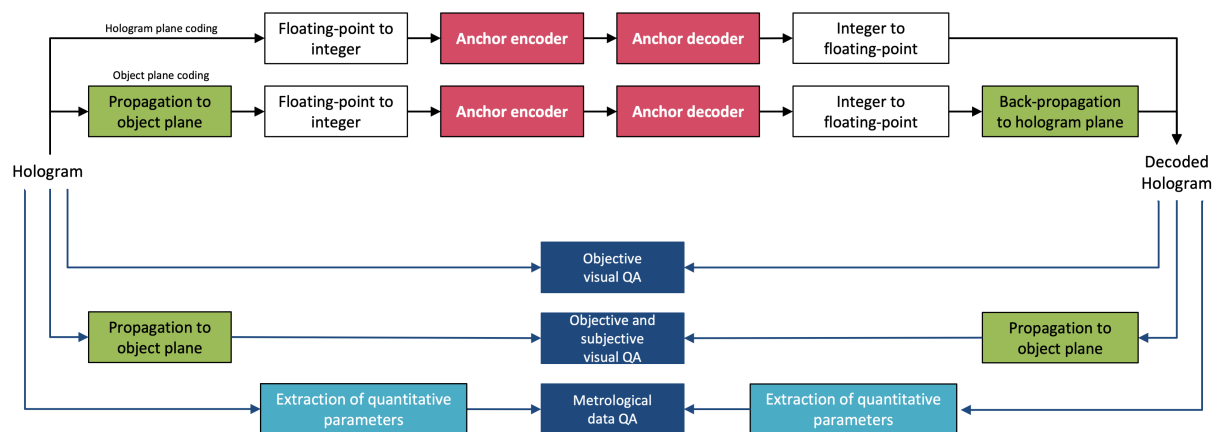 Hologram plane coding
Floating-point to
integer
Anchor encoder
Anchor decoder
Integer to
floating-point
Object plane coding
Propagation to
object plane
Floating-point to
integer
Anchor encoder
Anchor decoder
Integer to
floating-point
Back-propagation
to hologram plane
Hologram
Decoded
Hologram
Objective
visual QA
Propagation to
object plane
Objective and
subjective
visual QA
Propagation to
object plane
Extraction of quantitative
parameters
Metrological
data QA
Extraction of quantitative
parameters